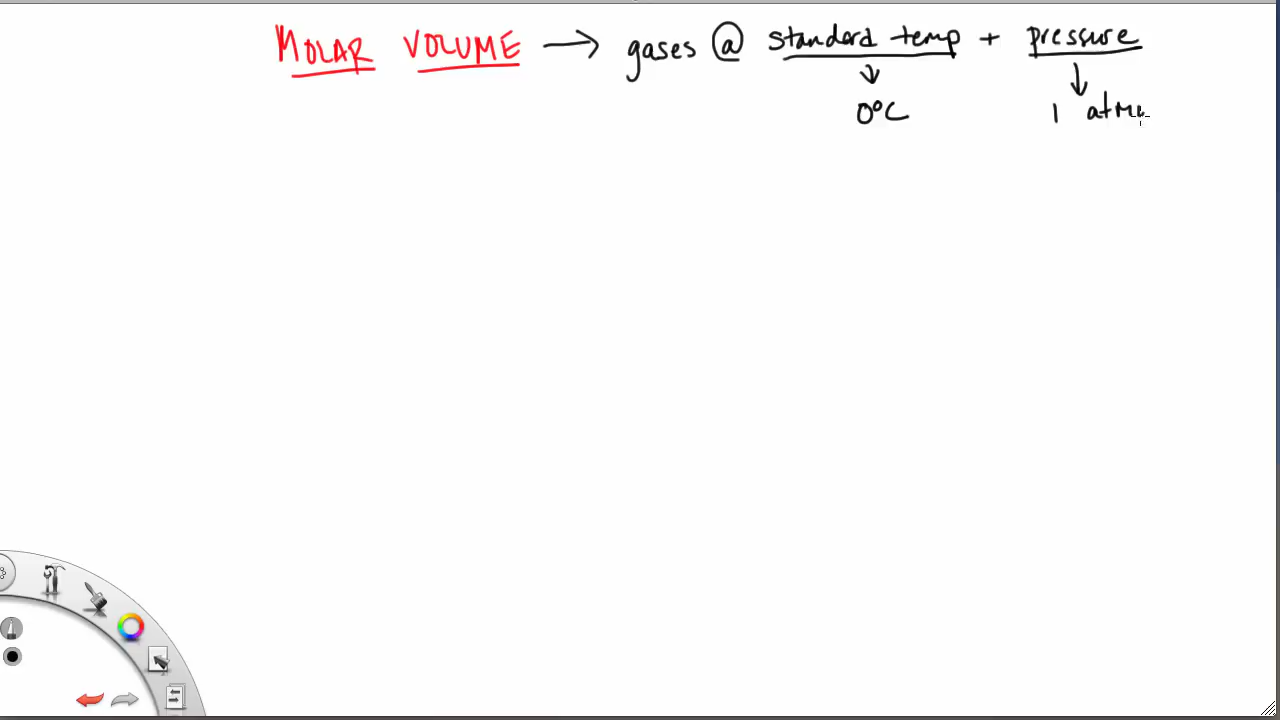 MOLAR VOLUME → gases @ standard temp + pressure
↓ ↓
0°C 1 atm